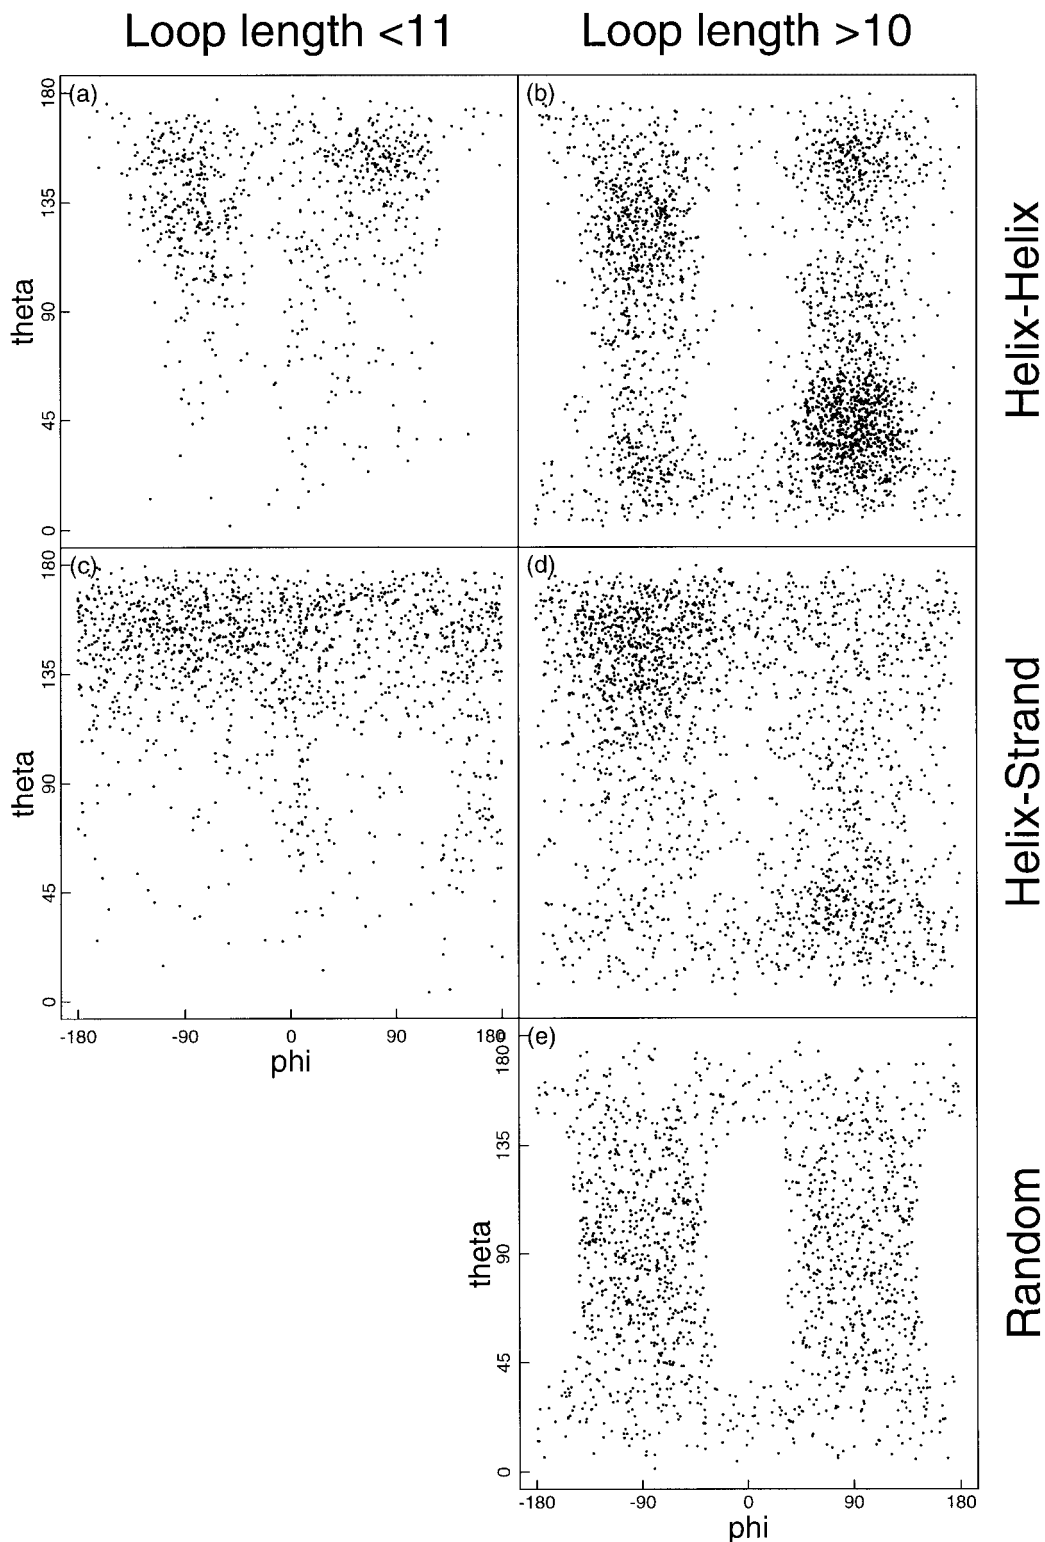 Loop length <11
Loop length >10
(a)
(b)
180
135
90
45
0
theta
Helix-Helix
(c)
(d)
180
135
90
45
0
theta
Helix-Strand
-180
-90
0
90
180
phi
(e)
180
135
90
45
0
theta
Random
-180
-90
0
90
180
phi